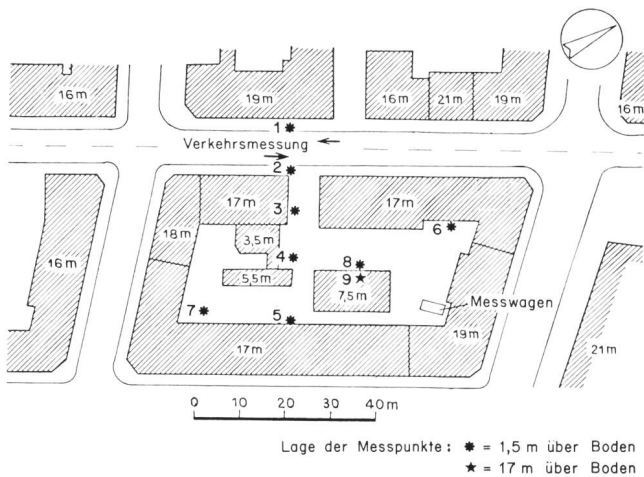 16m
19m
16m
21m
19m
16m
1
Verkehrsmessung
2
17m
3
17m
6
18m
3,5m
16m
4
8
5,5m
9
7,5m
Messwagen
7
5
19m
17m
21m
0 10 20 30 40m
Lage der Messpunkte: ✸ = 1,5 m über Boden
★ = 17 m über Boden